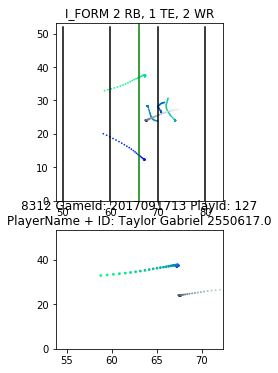 I_FORM 2 RB, 1 TE, 2 WR
50
40
30
20
10
0
50 60 70 80
8312 GameId: 2017091713 PlayId: 127
PlayerName + ID: Taylor Gabriel 2550617.0
40
20
0
55 60 65 70